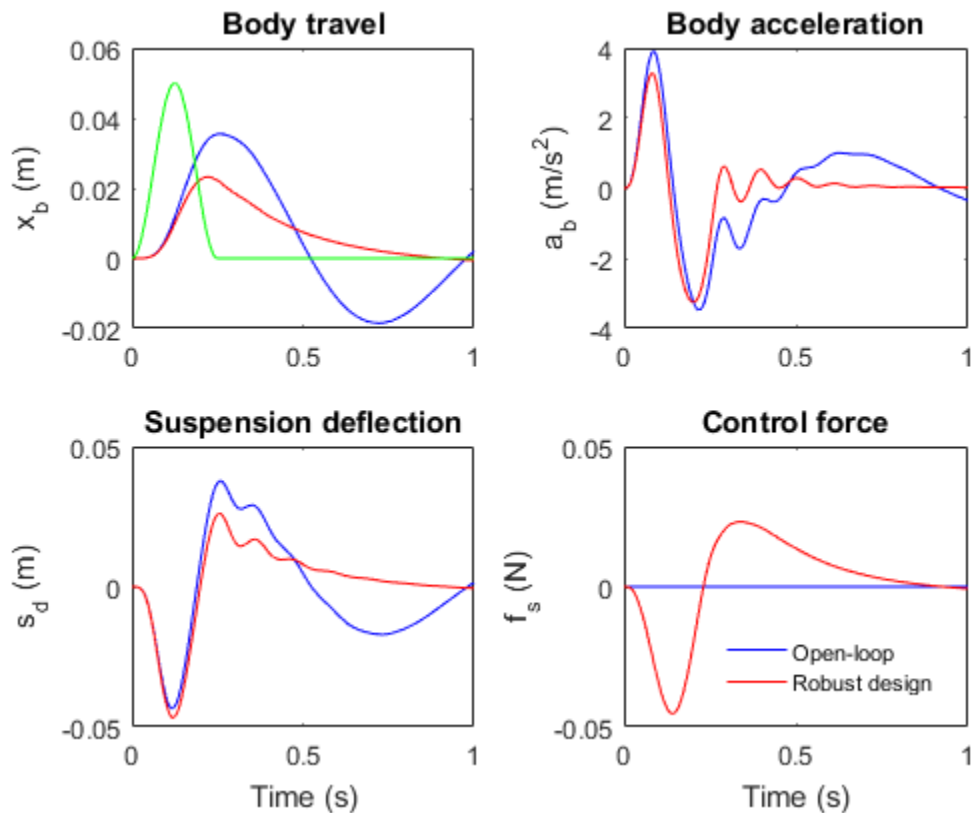 Body travel
0.06
0.04
0.02
0
-0.02
x_b (m)
0
0.5
1
Body acceleration
4
2
0
-2
-4
a_b (m/s²)
0
0.5
1
Suspension deflection
0.05
0
-0.05
s_d (m)
0
0.5
1
Time (s)
Control force
0.05
0
-0.05
f_s (N)
Open-loop
Robust design
0
0.5
1
Time (s)